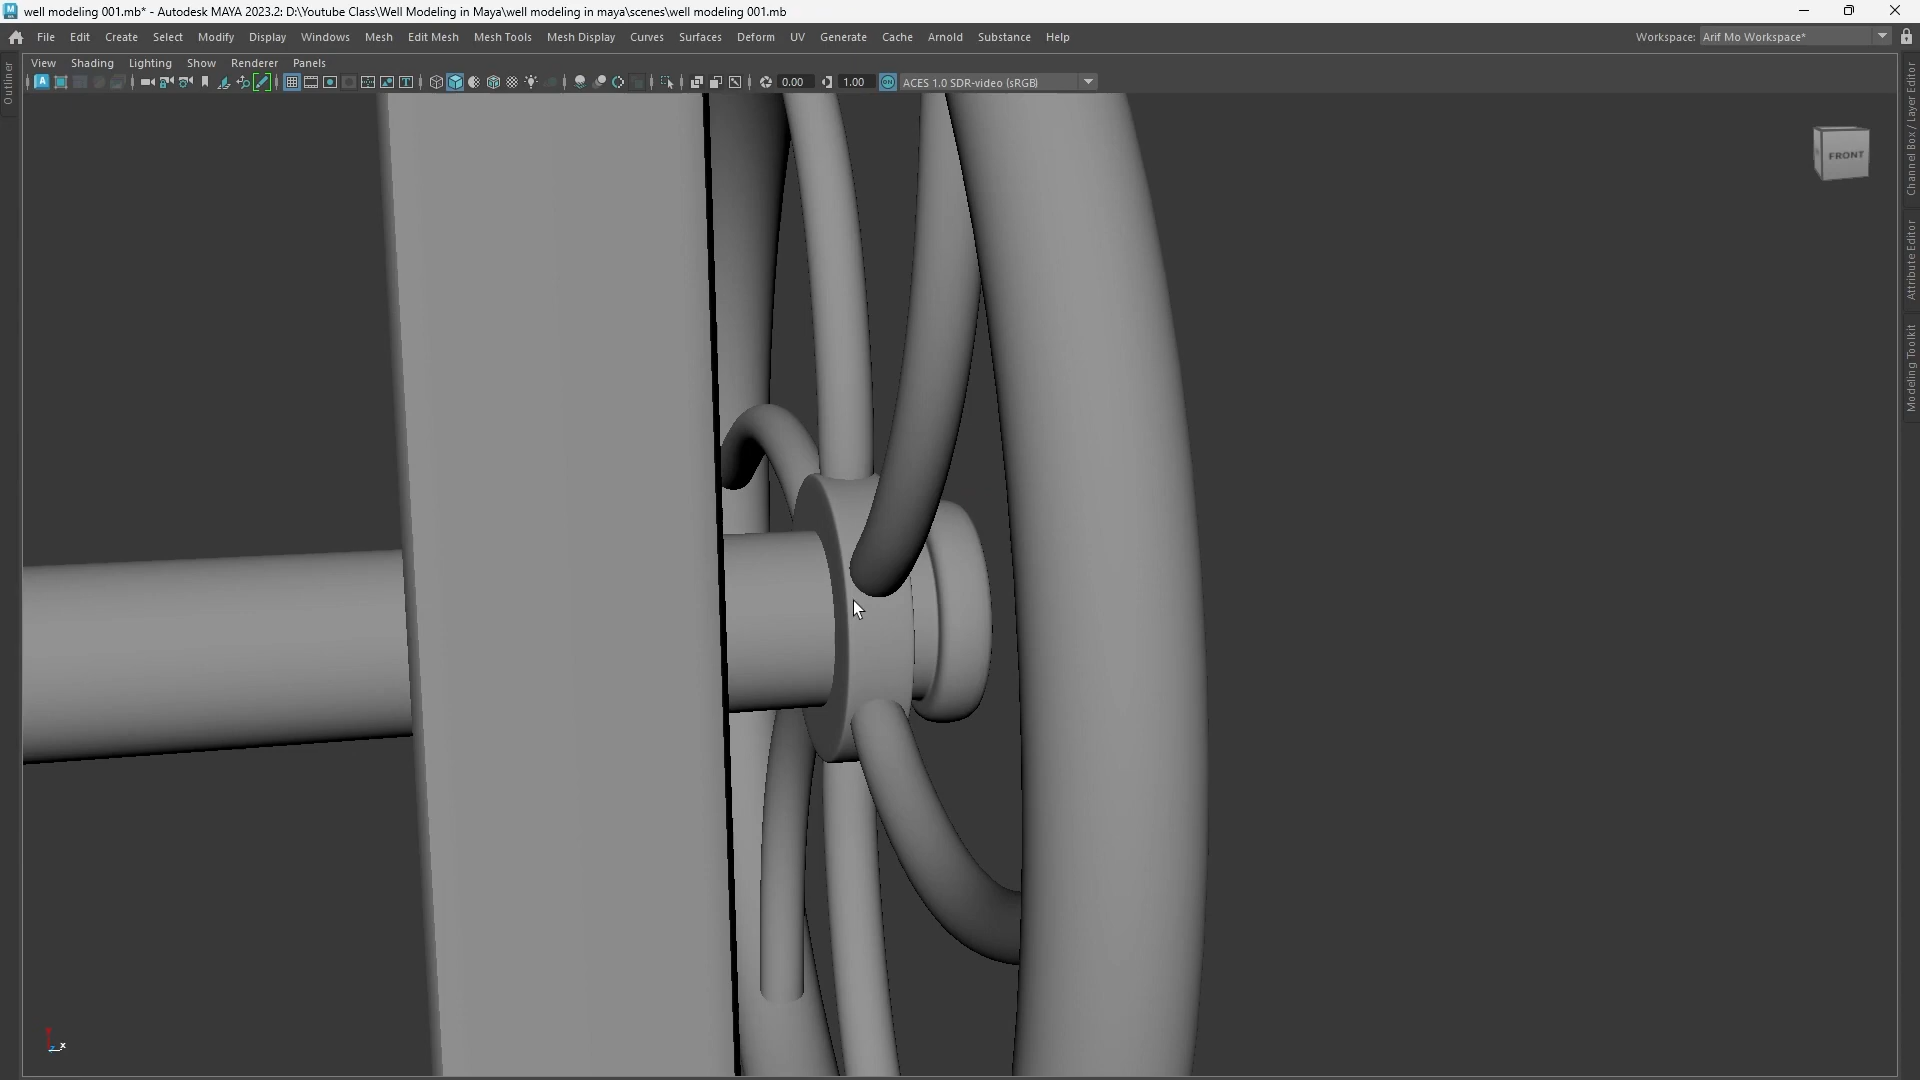 well modeling 001.mb* - Autodesk MAYA 2023.2: D:\Youtube Class\Well Modeling in Maya\well modeling in maya\scenes\well modeling 001.mb
File Edit Create Select Modify Display Windows Mesh Edit Mesh Mesh Tools Mesh Display Curves Surfaces Deform UV Generate Cache Arnold Substance Help Workspace: Arif Mo Workspace*
View Shading Lighting Show Renderer Panels
0.00 1.00 ON ACES 1.0 SDR-video (sRGB)
Outliner
FRONT
Channel Box / Layer Editor
Attribute Editor
Modeling Toolkit
x
z